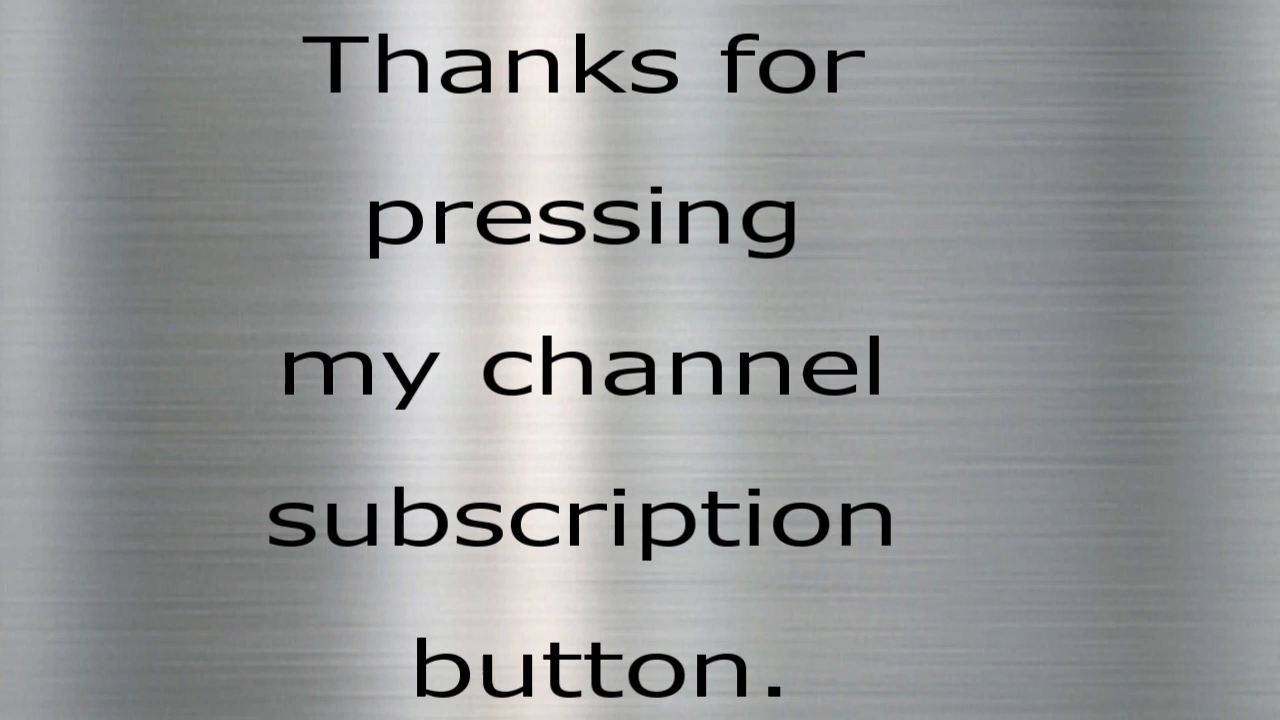 Thanks for
pressing
my channel
subscription
button.